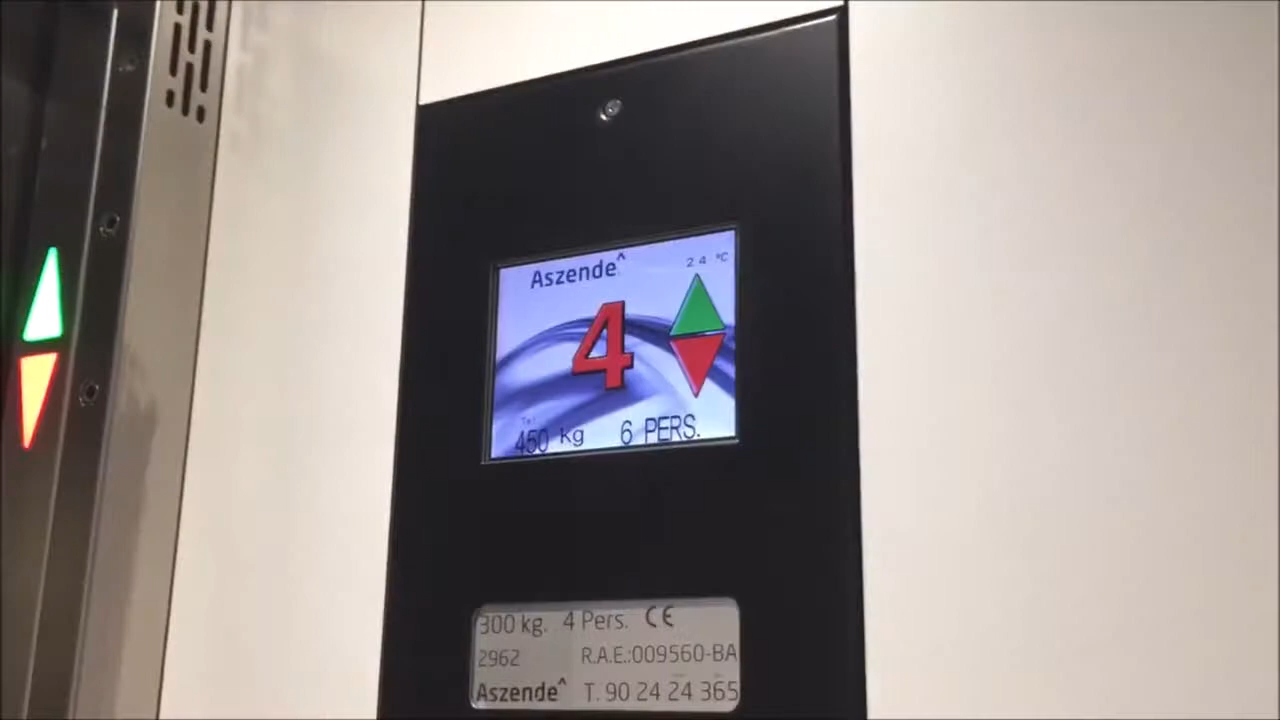 Aszende^
24 °C
4
450 Kg 6 PERS.
300 kg. 4 Pers. CE
2962 R.A.E.:009560-BA
Aszende^ T. 90 24 24 365